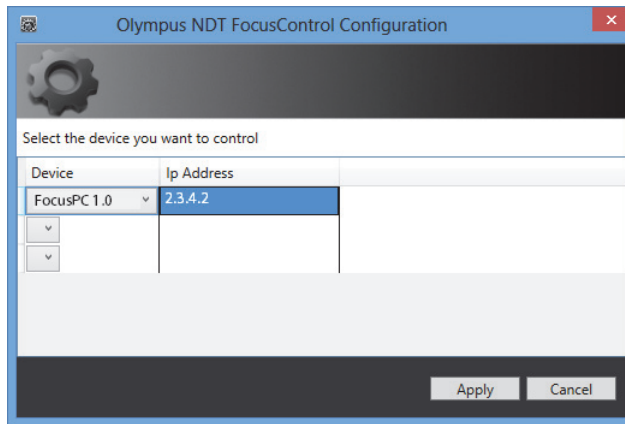 Olympus NDT FocusControl Configuration
Select the device you want to control
Device Ip Address
FocusPC 1.0 2.3.4.2
Apply Cancel